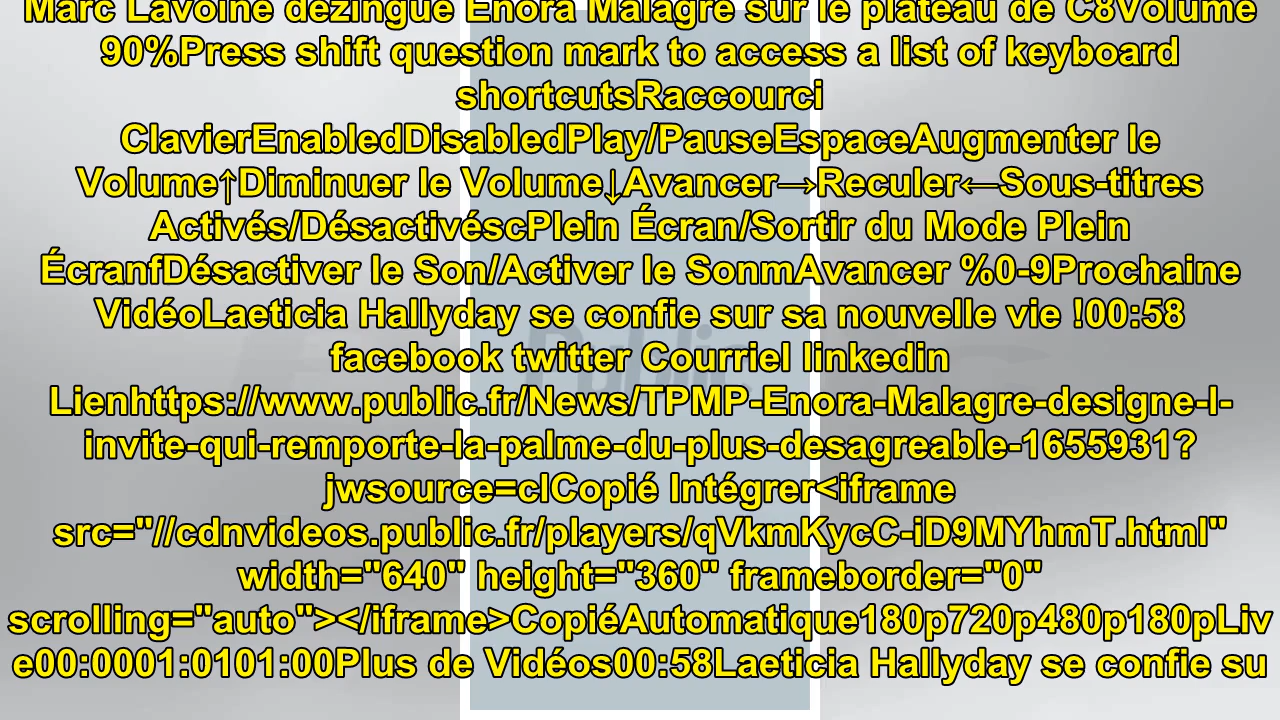 Marc Lavoine dézingue Enora Malagré sur le plateau de C8Volume
90%Press shift question mark to access a list of keyboard
shortcutsRaccourci
ClavierEnabledDisabledPlay/PauseEspaceAugmenter le
Volume↑Diminuer le Volume↓Avancer→Reculer←Sous-titres
Activés/DésactivéscPlein Écran/Sortir du Mode Plein
ÉcranfDésactiver le Son/Activer le SonmAvancer %0-9Prochaine
VidéoLaeticia Hallyday se confie sur sa nouvelle vie !00:58
facebook twitter Courriel linkedin
Lienhttps://www.public.fr/News/TPMP-Enora-Malagre-designe-l-
invite-qui-remporte-la-palme-du-plus-desagreable-1655931?
jwsource=clCopié Intégrer<iframe
src="//cdnvideos.public.fr/players/qVkmKycC-iD9MYhmT.html"
width="640" height="360" frameborder="0"
scrolling="auto"></iframe>CopiéAutomatique180p720p480p180pLiv
e00:0001:0101:00Plus de Vidéos00:58Laeticia Hallyday se confie su
Public